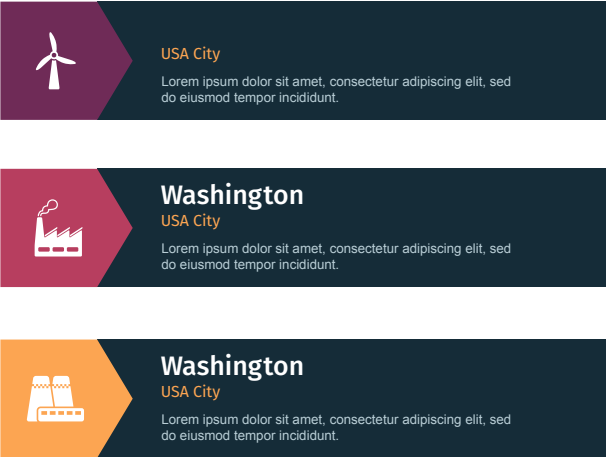 USA City
Lorem ipsum dolor sit amet, consectetur adipiscing elit, sed
do eiusmod tempor incididunt.
Washington
USA City
Lorem ipsum dolor sit amet, consectetur adipiscing elit, sed
do eiusmod tempor incididunt.
Washington
USA City
Lorem ipsum dolor sit amet, consectetur adipiscing elit, sed
do eiusmod tempor incididunt.